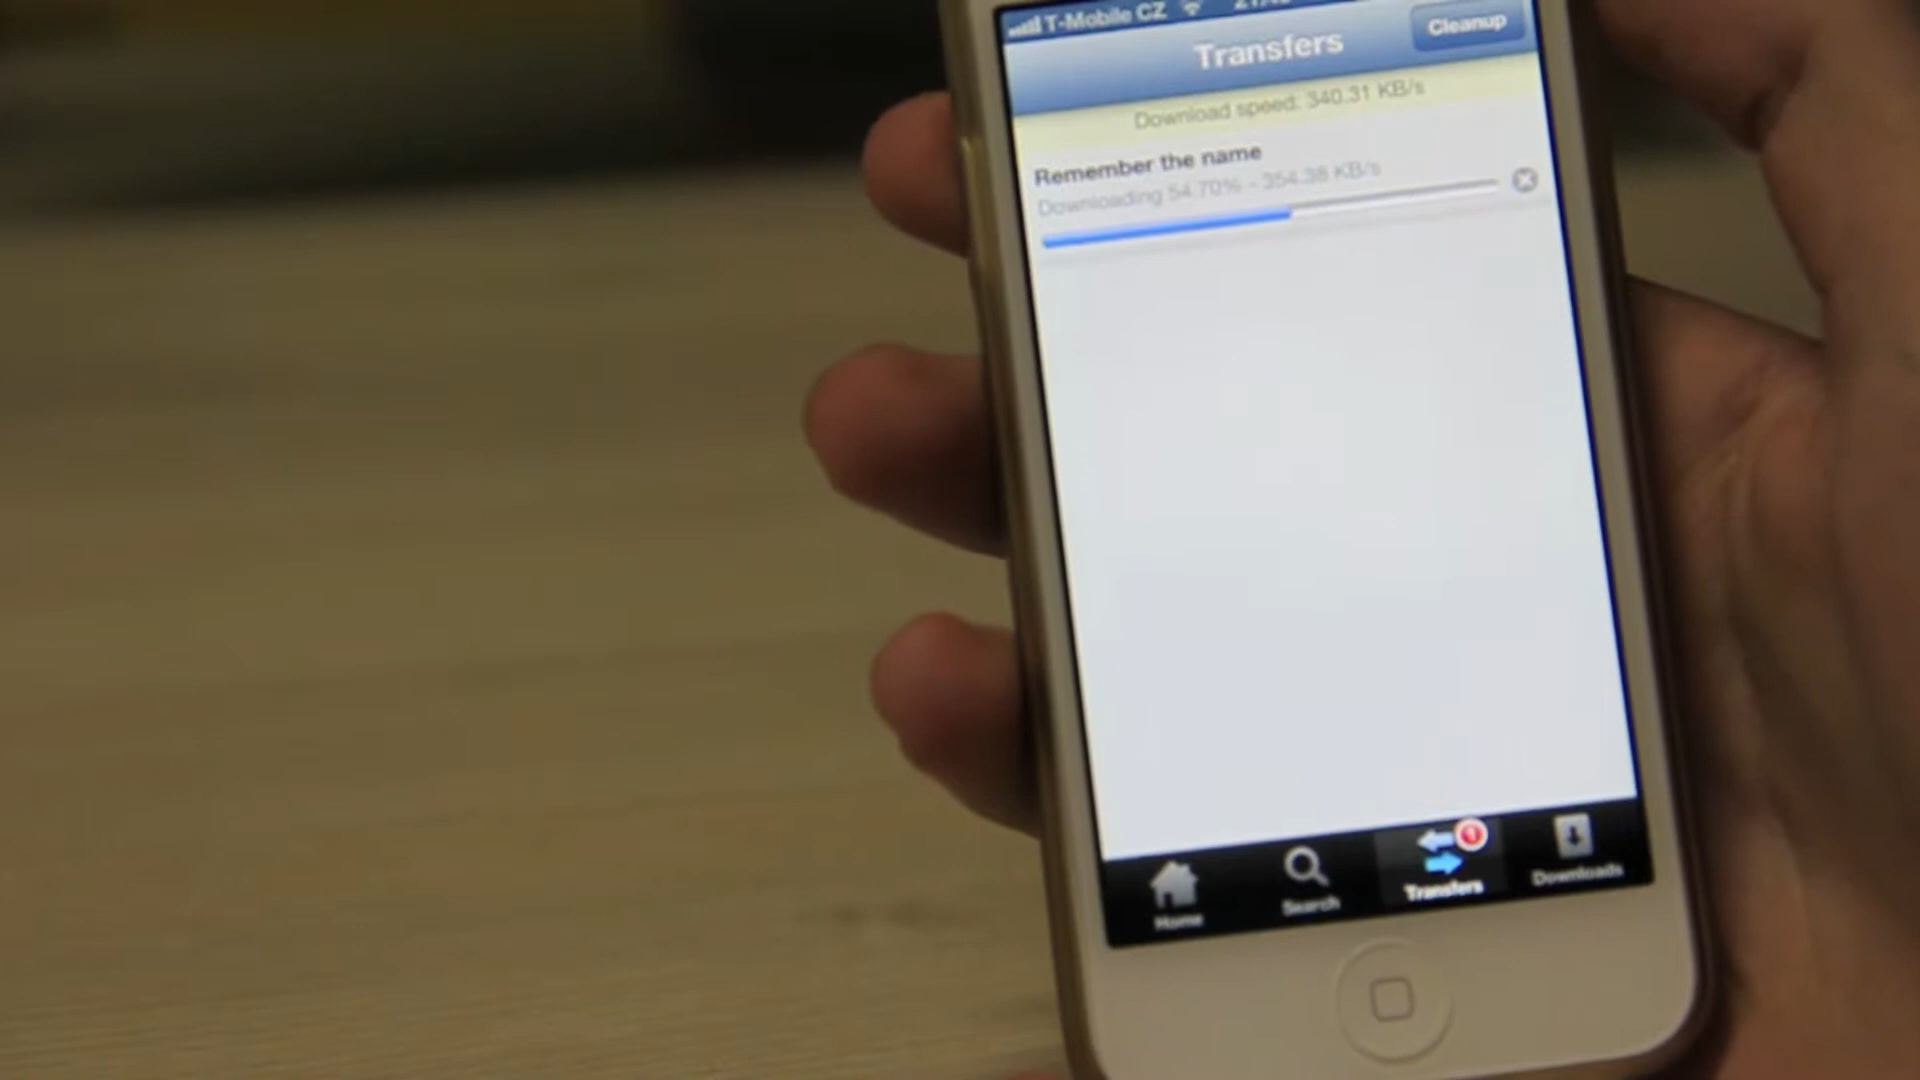 T-Mobile CZ
Transfers
Cleanup
Download speed: 340.31 KB/s
Remember the name
Downloading 54.70% - 354.38 KB/s
1
Home
Search
Transfers
Downloads